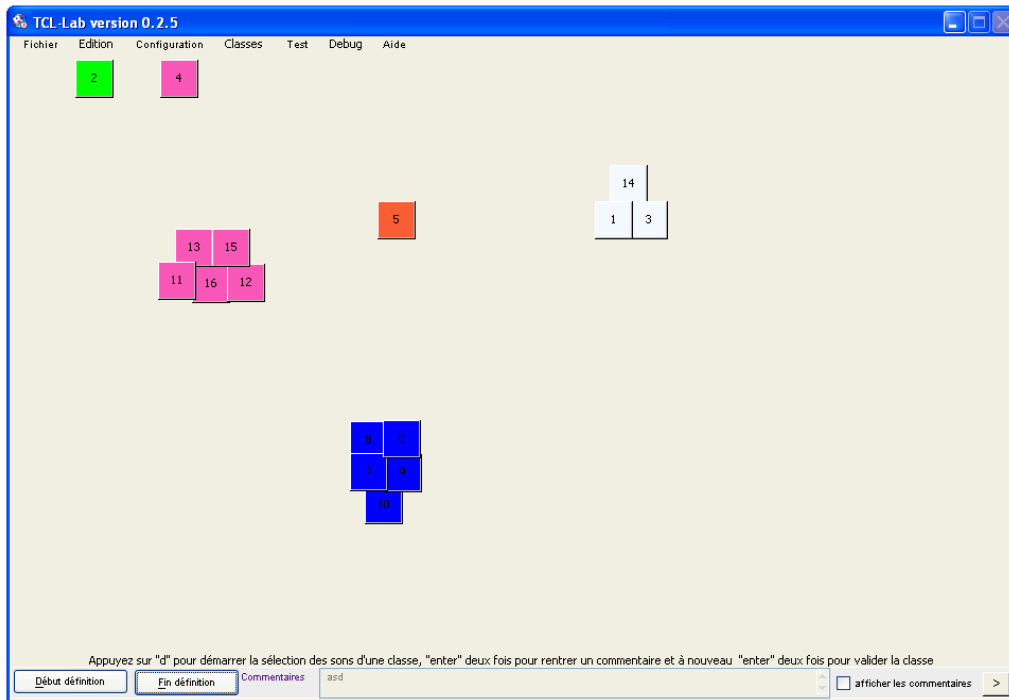 TCL-Lab version 0.2.5
Fichier Edition Configuration Classes Test Debug Aide
2 4
14
5 1 3
13 15
11 16 12
8 6
7 9
10
Appuyez sur "d" pour démarrer la sélection des sons d'une classe, "enter" deux fois pour rentrer un commentaire et à nouveau "enter" deux fois pour valider la classe
Début définition Fin définition Commentaires asd afficher les commentaires >